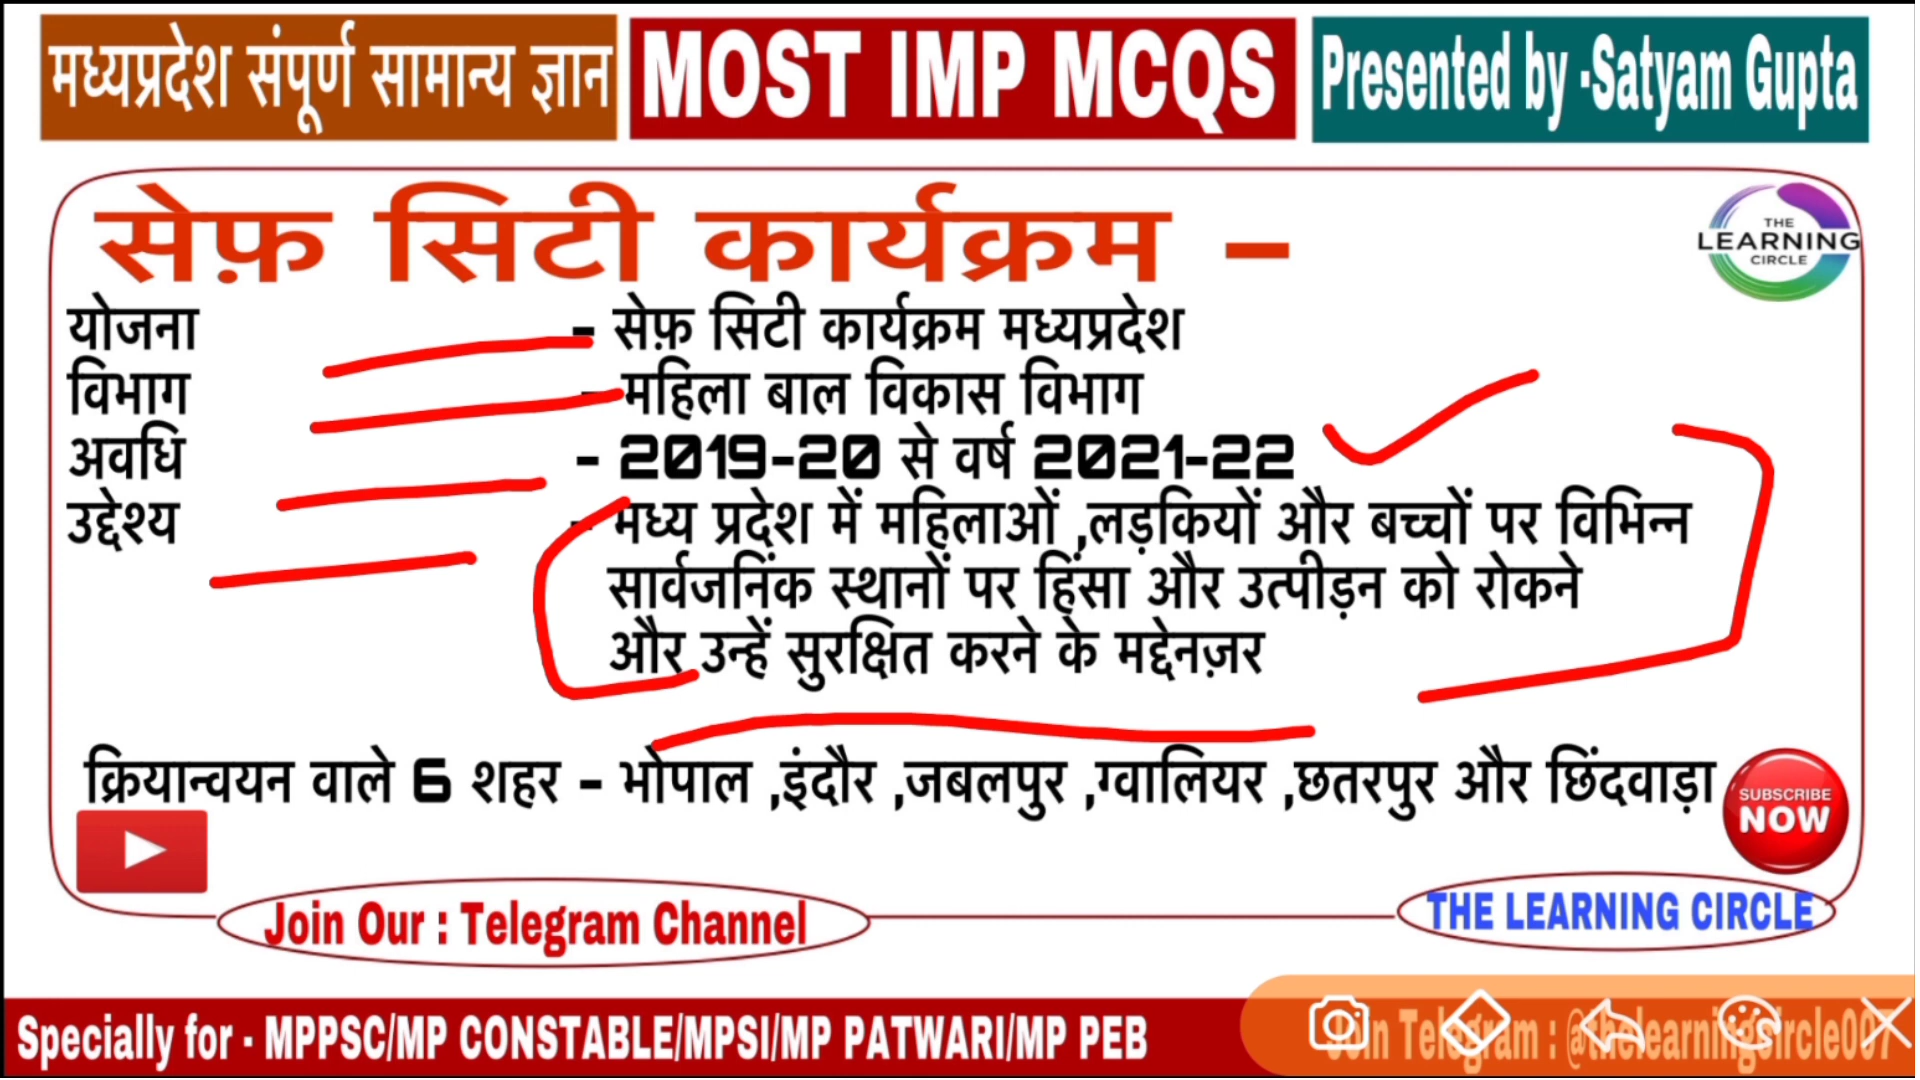 मध्यप्रदेश संपूर्ण सामान्य ज्ञान
MOST IMP MCQS
Presented by -Satyam Gupta
THE
LEARNING
CIRCLE
सेफ़ सिटी कार्यक्रम –
योजना - सेफ़ सिटी कार्यक्रम मध्यप्रदेश
विभाग - महिला बाल विकास विभाग
अवधि - 2019-20 से वर्ष 2021-22
उद्देश्य - मध्य प्रदेश में महिलाओं ,लड़कियों और बच्चों पर विभिन्न
सार्वजनिंक स्थानों पर हिंसा और उत्पीड़न को रोकने
और उन्हें सुरक्षित करने के मद्देनज़र
क्रियान्वयन वाले 6 शहर - भोपाल ,इंदौर ,जबलपुर ,ग्वालियर ,छतरपुर और छिंदवाड़ा
SUBSCRIBE
NOW
Join Our : Telegram Channel
THE LEARNING CIRCLE
Specially for - MPPSC/MP CONSTABLE/MPSI/MP PATWARI/MP PEB
Join Telegram : @thelearningcircle007